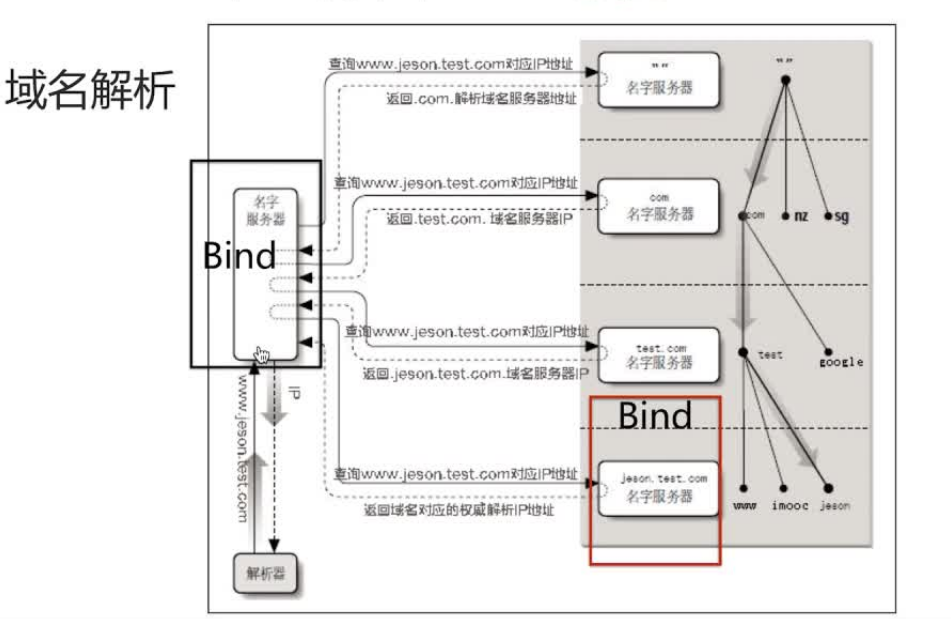 域名解析
查询www.jeson.test.com对应IP地址
返回.com.解析域名服务器地址
查询www.jeson.test.com对应IP地址
返回.test.com. 域名服务器IP
查询www.jeson.test.com对应IP地址
返回.jeson.test.com.域名服务器IP
查询www.jeson.test.com对应IP地址
返回域名对应的权威解析IP地址
名字
服务器
Bind
www.jeson.test.com
IP
解析器
" "
名字服务器
com
名字服务器
test.com
名字服务器
Bind
jeson.test.com
名字服务器
" "
com
nz
sg
test
google
www
imooc
jeson